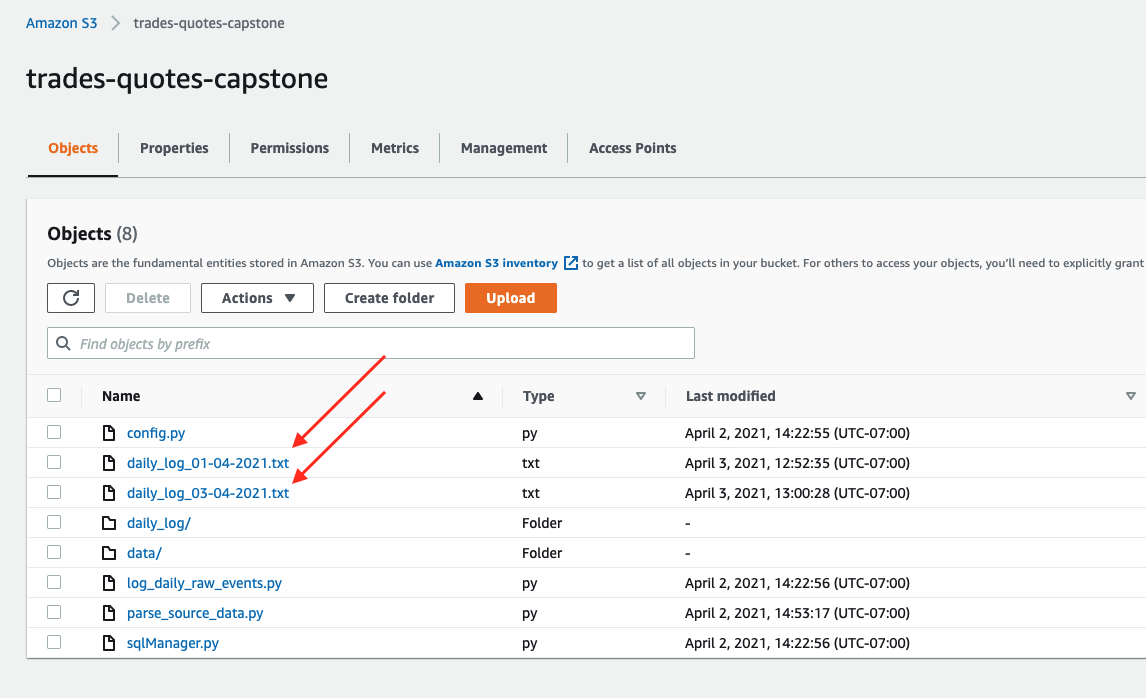 Amazon S3 > trades-quotes-capstone
trades-quotes-capstone
Objects Properties Permissions Metrics Management Access Points
Objects (8)
Objects are the fundamental entities stored in Amazon S3. You can use Amazon S3 inventory to get a list of all objects in your bucket. For others to access your objects, you'll need to explicitly grant
Delete Actions Create folder Upload
Find objects by prefix
Name Type Last modified
config.py py April 2, 2021, 14:22:55 (UTC-07:00)
daily_log_01-04-2021.txt txt April 3, 2021, 12:52:35 (UTC-07:00)
daily_log_03-04-2021.txt txt April 3, 2021, 13:00:28 (UTC-07:00)
daily_log/ Folder -
data/ Folder -
log_daily_raw_events.py py April 2, 2021, 14:22:56 (UTC-07:00)
parse_source_data.py py April 2, 2021, 14:53:17 (UTC-07:00)
sqlManager.py py April 2, 2021, 14:22:56 (UTC-07:00)